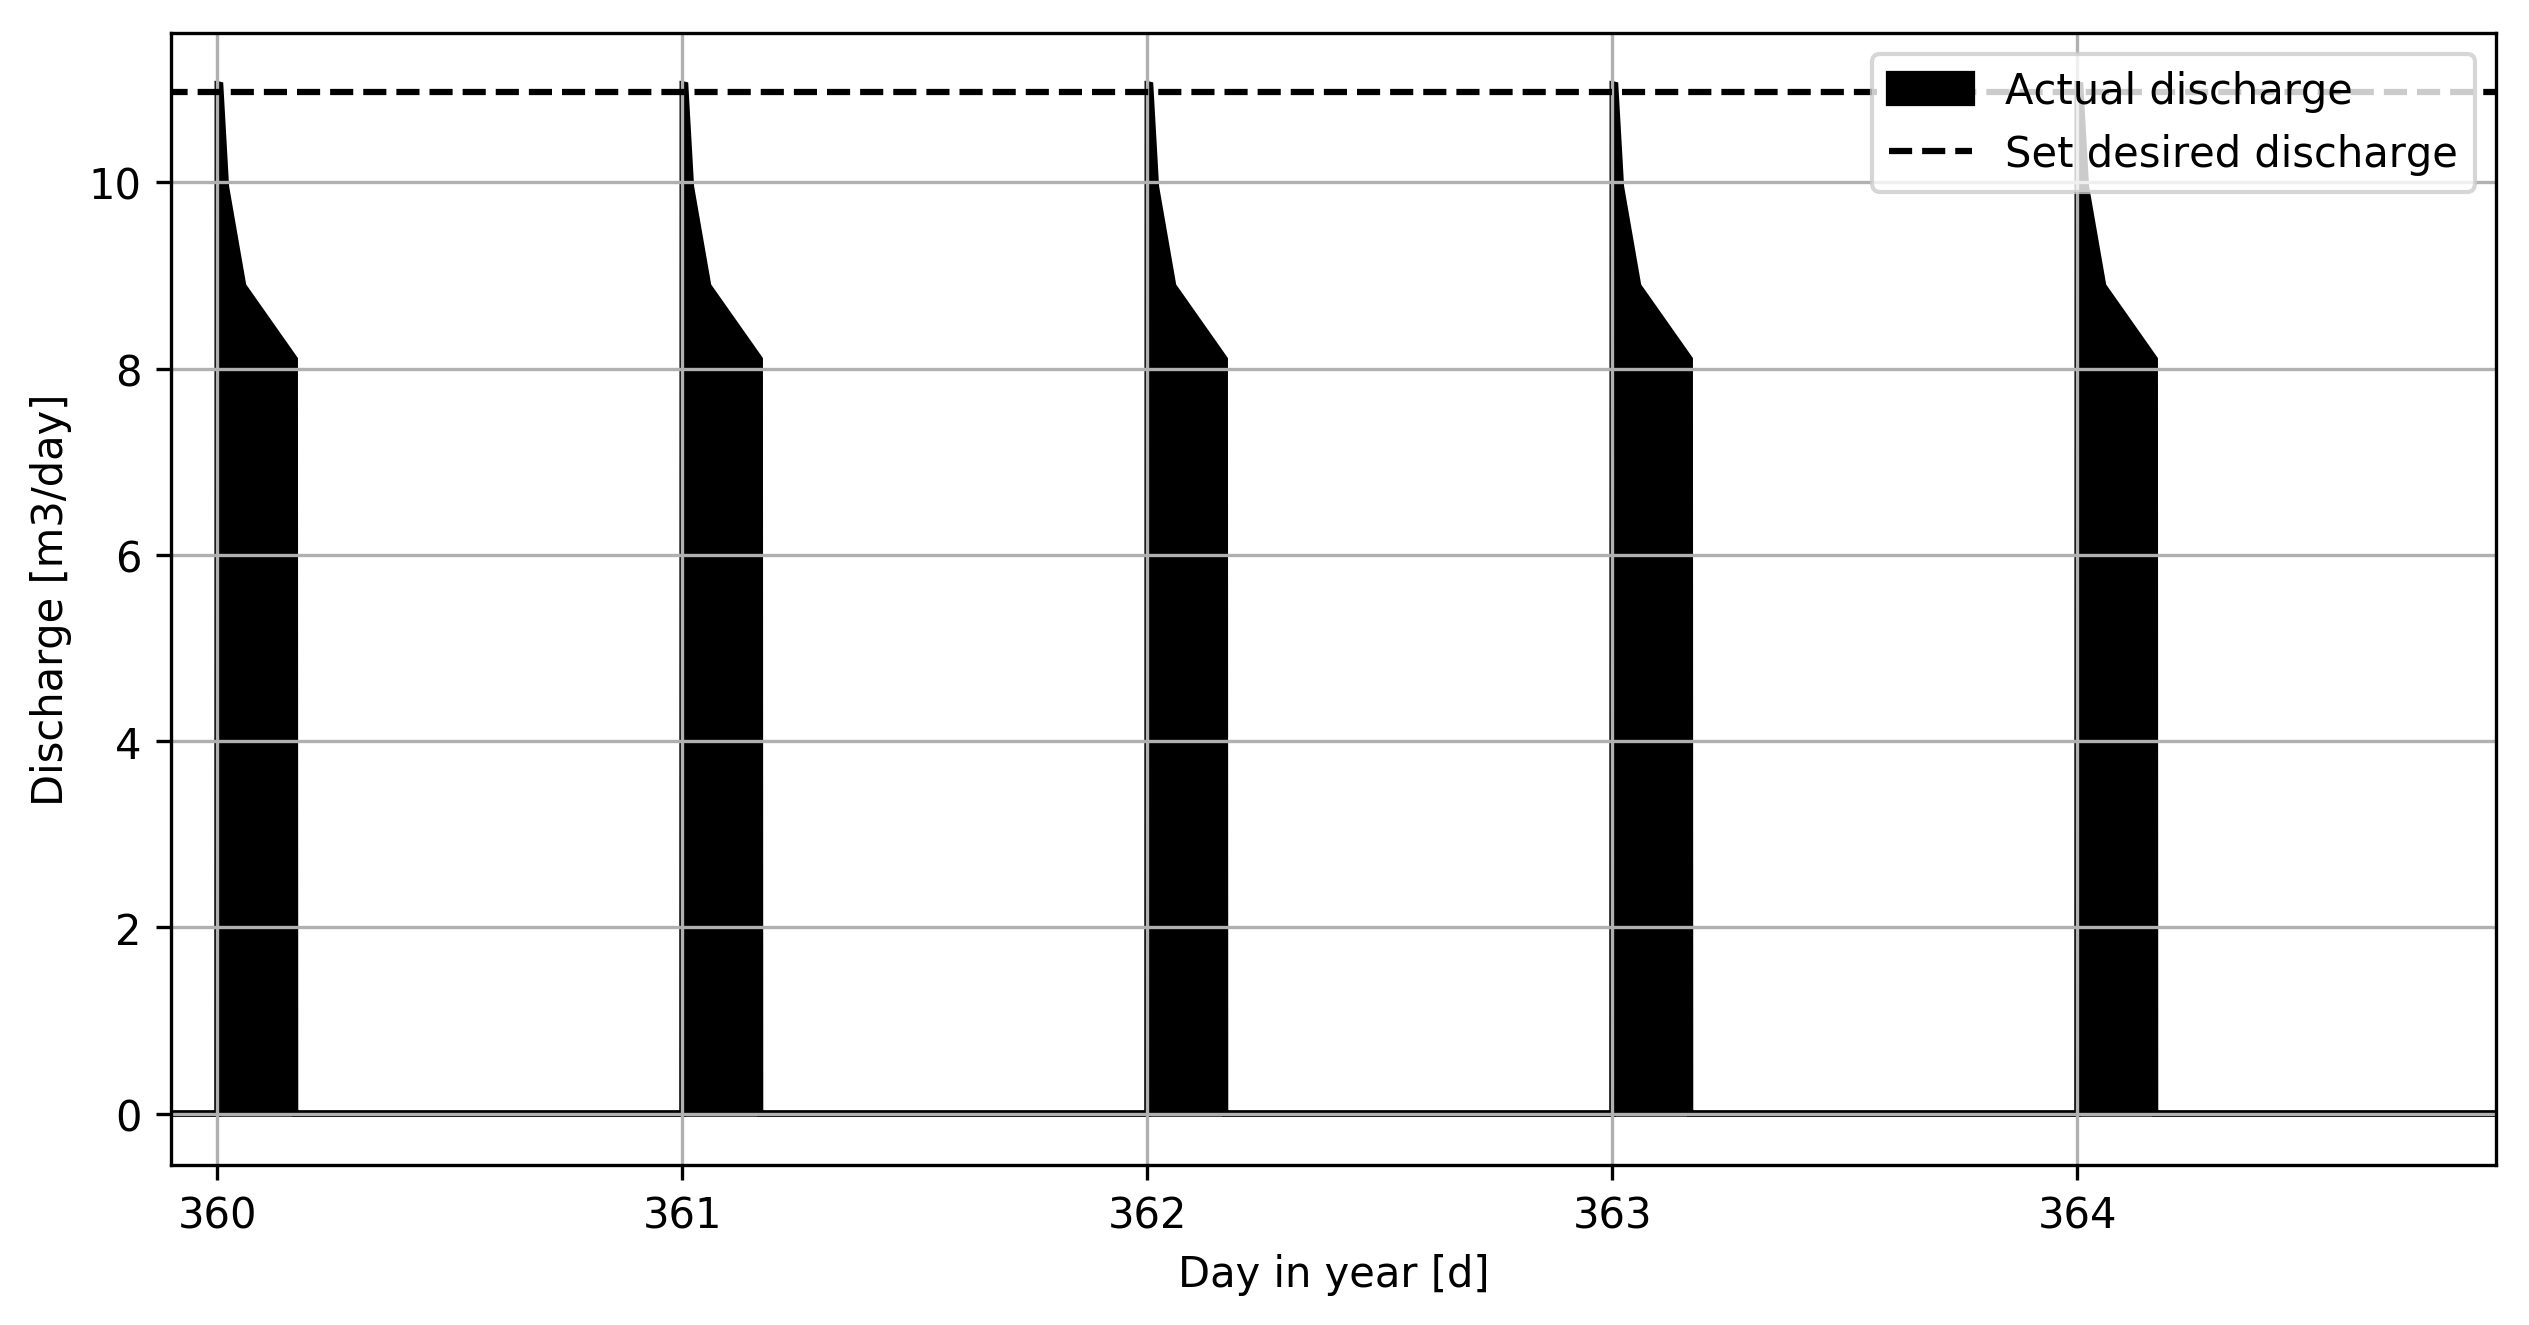 Actual discharge
Set desired discharge
Discharge [m3/day]
10
8
6
4
2
0
360 361 362 363 364
Day in year [d]